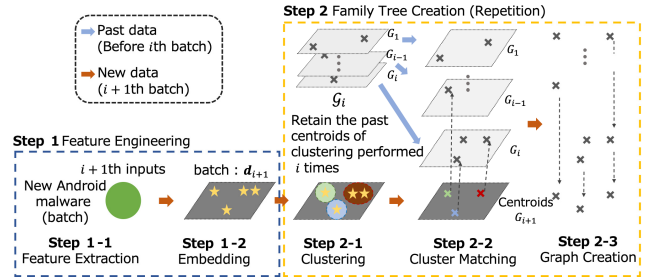 Past data
(Before ith batch)
New data
(i + 1th batch)
Step 2 Family Tree Creation (Repetition)
G₁
Gᵢ₋₁
Gᵢ
𝒢ᵢ
Retain the past
centroids of
clustering performed
i times
G₁
Gᵢ₋₁
Gᵢ
Centroids
Gᵢ₊₁
Step 1 Feature Engineering
i + 1th inputs
New Android
malware
(batch)
batch : dᵢ₊₁
Step 1-1
Feature Extraction
Step 1-2
Embedding
Step 2-1
Clustering
Step 2-2
Cluster Matching
Step 2-3
Graph Creation